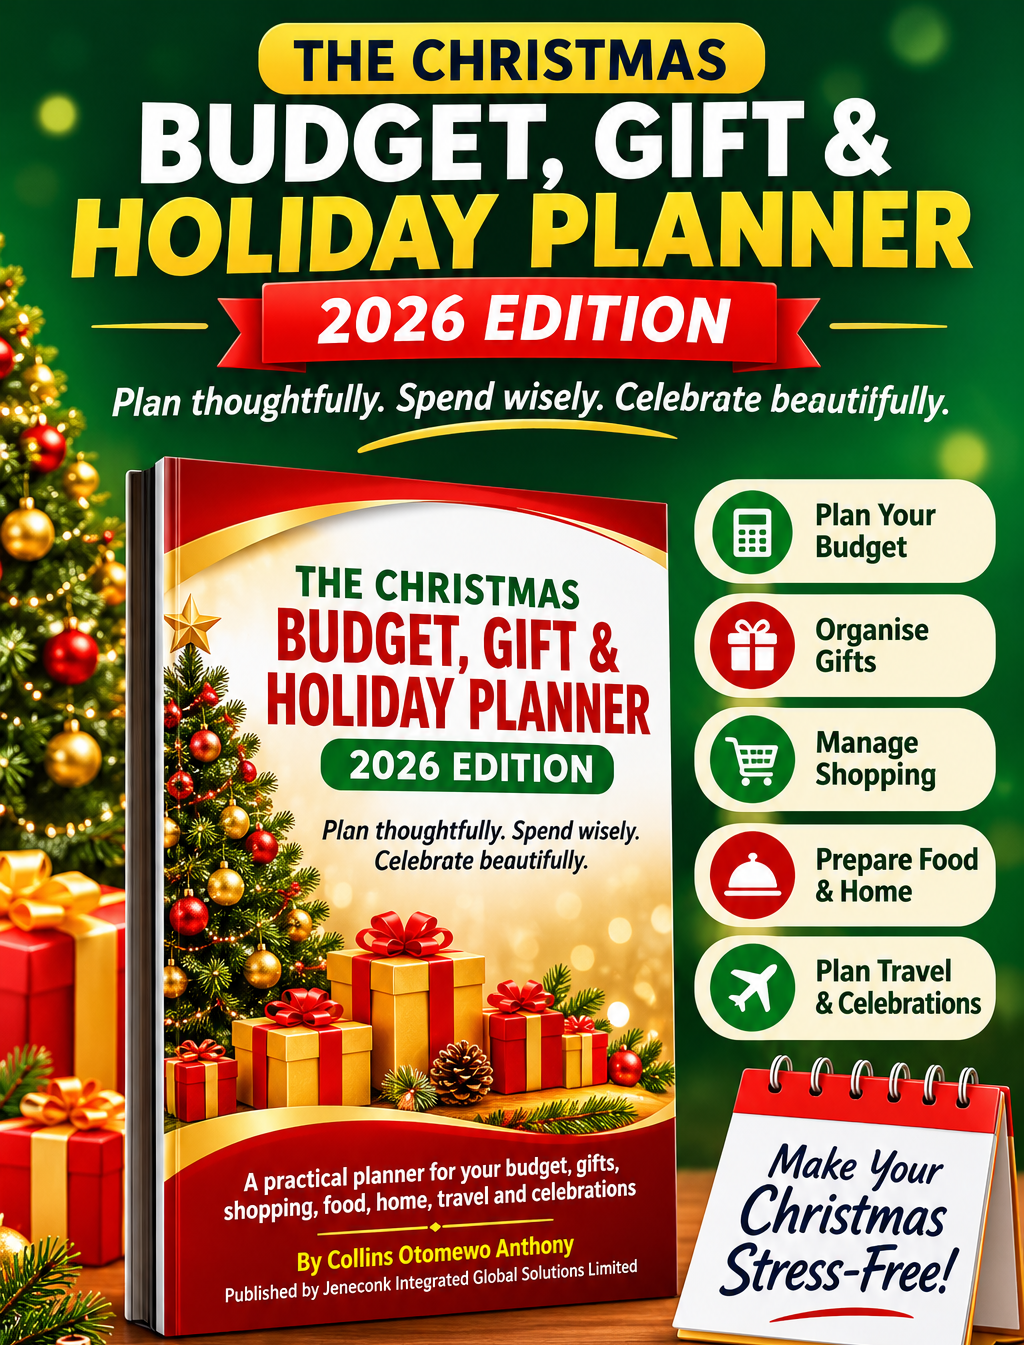 THE CHRISTMAS
BUDGET, GIFT &
HOLIDAY PLANNER
2026 EDITION
Plan thoughtfully. Spend wisely. Celebrate beautifully.
THE CHRISTMAS
BUDGET, GIFT &
HOLIDAY PLANNER
2026 EDITION
Plan thoughtfully. Spend wisely.
Celebrate beautifully.
A practical planner for your budget, gifts,
shopping, food, home, travel and celebrations
By Collins Otomewo Anthony
Published by Jeneconk Integrated Global Solutions Limited
Plan Your
Budget
Organise
Gifts
Manage
Shopping
Prepare Food
& Home
Plan Travel
& Celebrations
Make Your
Christmas
Stress-Free!